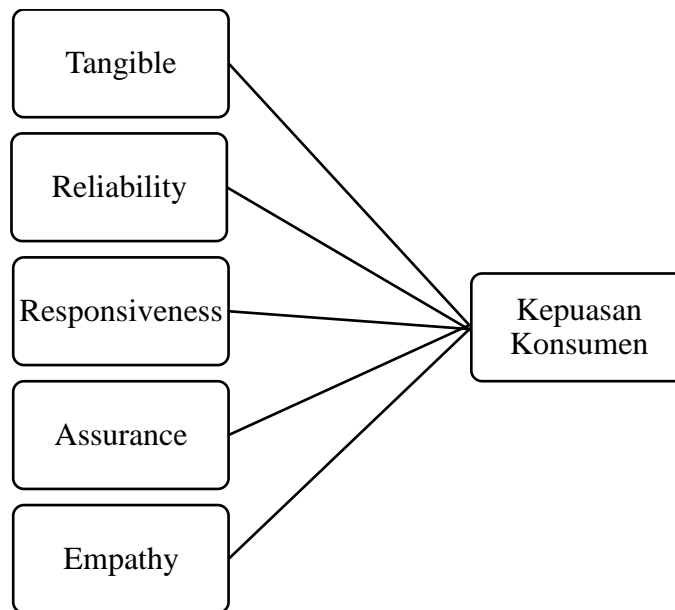 Tangible
Reliability
Responsiveness
Assurance
Empathy
Kepuasan
Konsumen